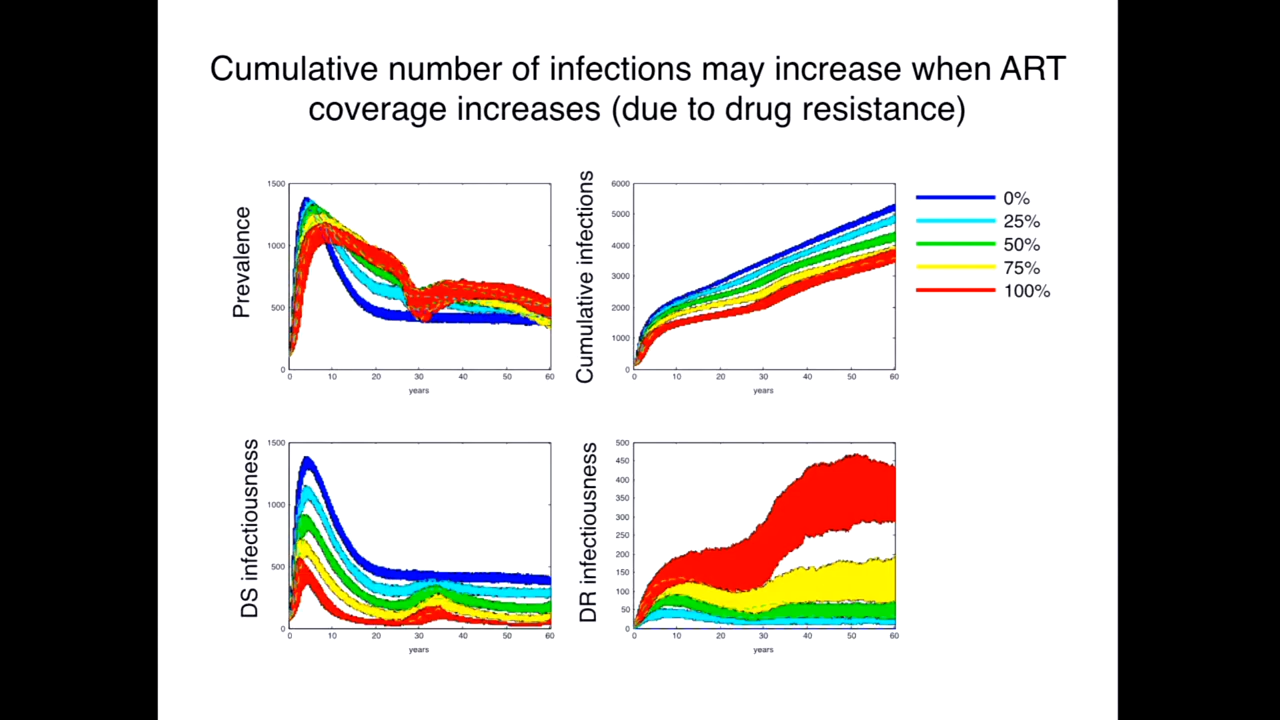 Cumulative number of infections may increase when ART
coverage increases (due to drug resistance)
Prevalence
1500
1000
500
0
0 10 20 30 40 50 60
years
Cumulative infections
6000
5000
4000
3000
2000
1000
0
0 10 20 30 40 50 60
years
0%
25%
50%
75%
100%
DS infectiousness
1500
1000
500
0
0 10 20 30 40 50 60
years
DR infectiousness
500
450
400
350
300
250
200
150
100
50
0
0 10 20 30 40 50 60
years